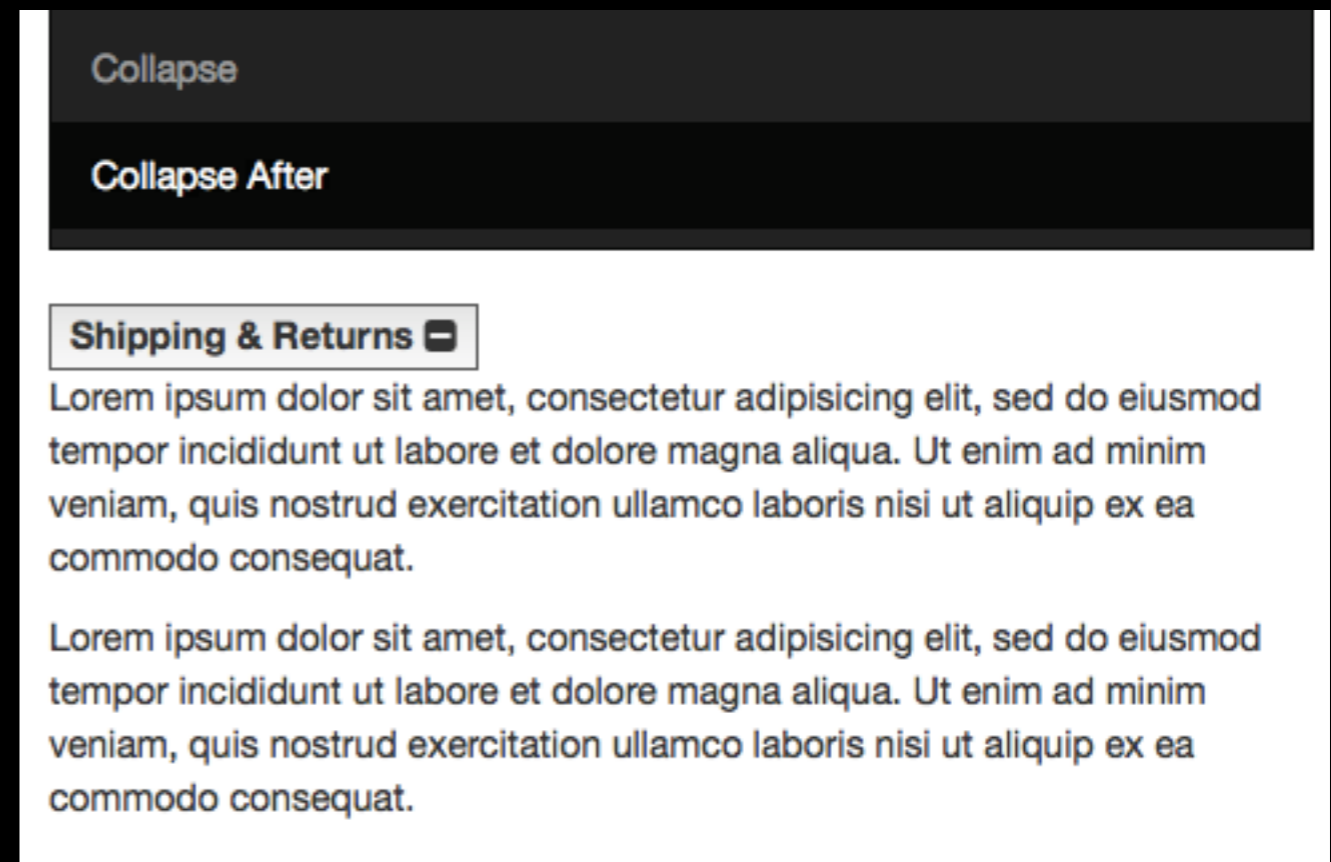 Collapse
Collapse After
Shipping & Returns
Lorem ipsum dolor sit amet, consectetur adipisicing elit, sed do eiusmod
tempor incididunt ut labore et dolore magna aliqua. Ut enim ad minim
veniam, quis nostrud exercitation ullamco laboris nisi ut aliquip ex ea
commodo consequat.
Lorem ipsum dolor sit amet, consectetur adipisicing elit, sed do eiusmod
tempor incididunt ut labore et dolore magna aliqua. Ut enim ad minim
veniam, quis nostrud exercitation ullamco laboris nisi ut aliquip ex ea
commodo consequat.